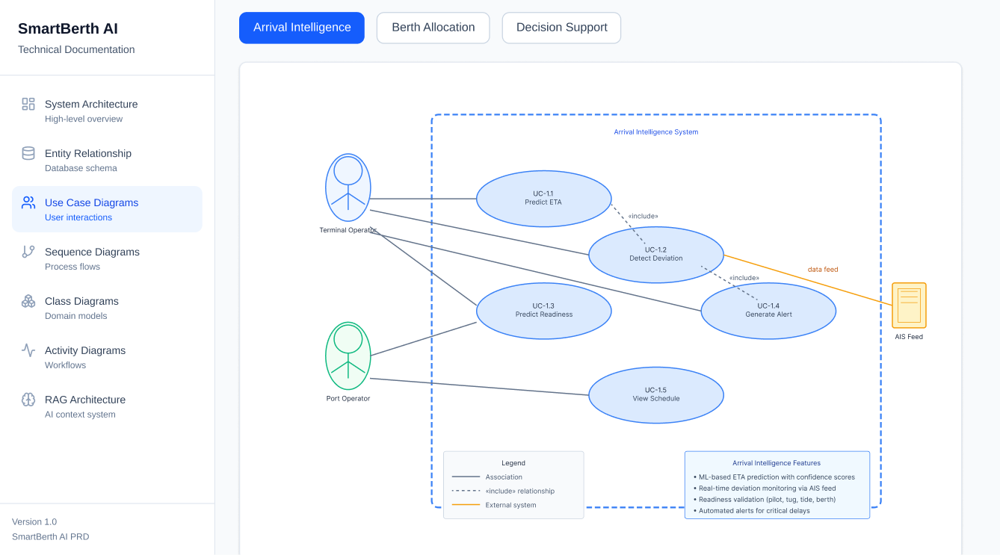 SmartBerth AI
Technical Documentation
System Architecture
High-level overview
Entity Relationship
Database schema
Use Case Diagrams
User interactions
Sequence Diagrams
Process flows
Class Diagrams
Domain models
Activity Diagrams
Workflows
RAG Architecture
AI context system
Version 1.0
SmartBerth AI PRD
Arrival Intelligence
Berth Allocation
Decision Support
Arrival Intelligence System
Terminal Operator
UC-1.1
Predict ETA
«include»
UC-1.2
Detect Deviation
data feed
«include»
UC-1.3
Predict Readiness
UC-1.4
Generate Alert
AIS Feed
Port Operator
UC-1.5
View Schedule
Legend
Association
«include» relationship
External system
Arrival Intelligence Features
• ML-based ETA prediction with confidence scores
• Real-time deviation monitoring via AIS feed
• Readiness validation (pilot, tug, tide, berth)
• Automated alerts for critical delays